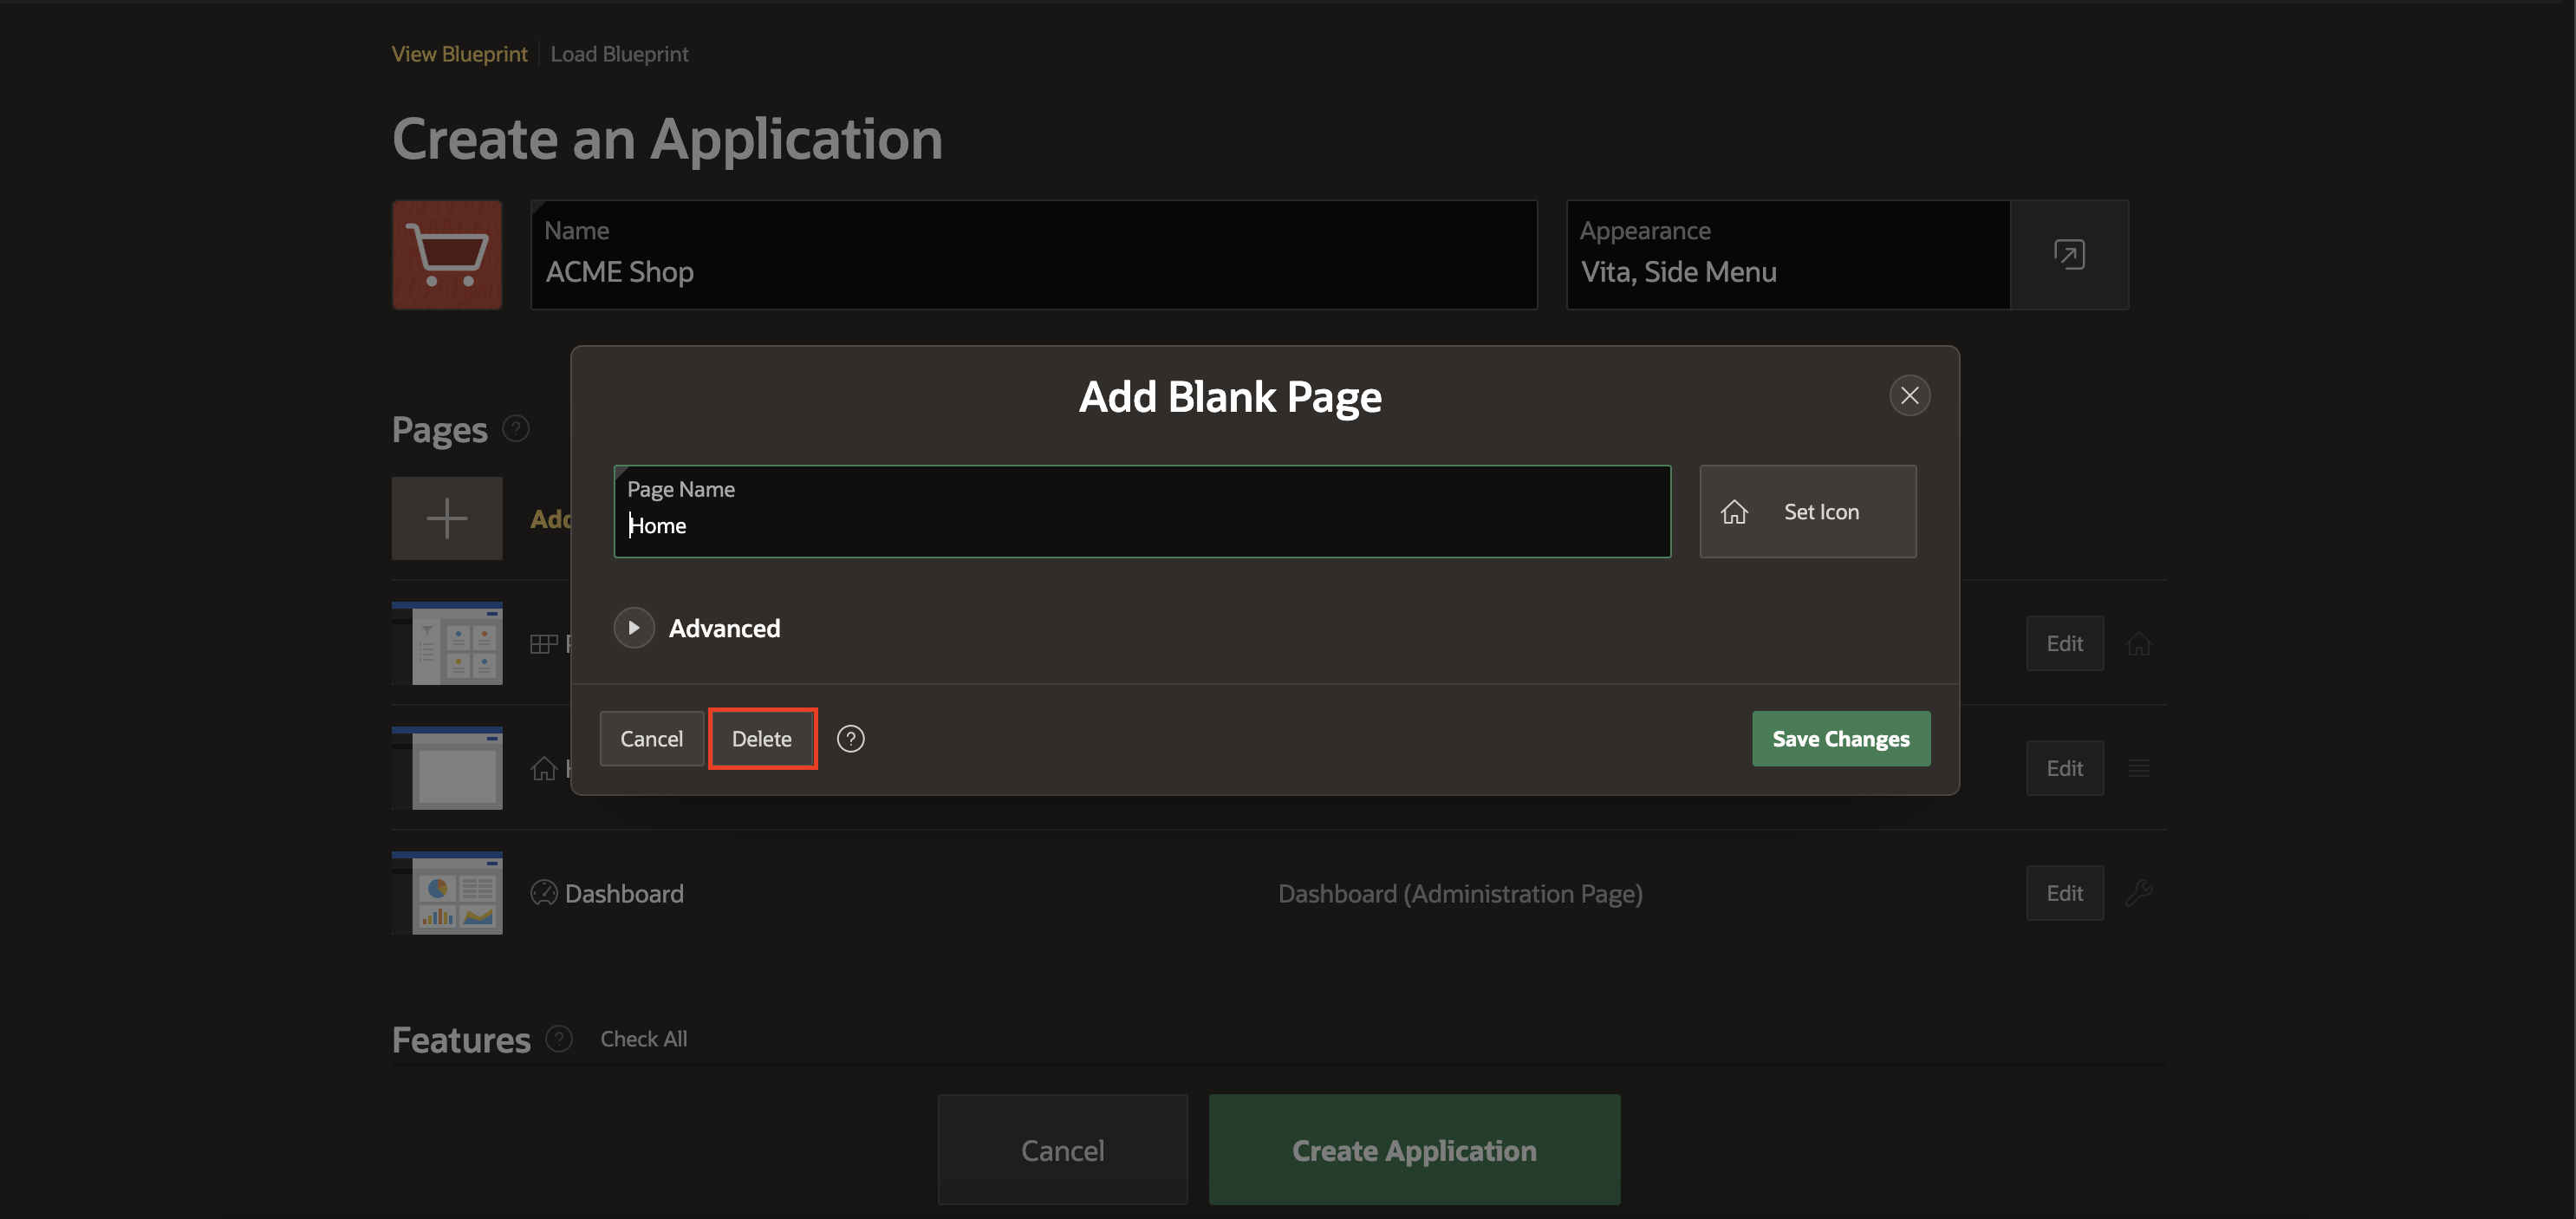 View Blueprint Load Blueprint
Create an Application
Name
ACME Shop
Appearance
Vita, Side Menu
Add Blank Page
Pages ?
Page Name
Home
Set Icon
Add
Advanced
Edit
Cancel Delete ? Save Changes
Edit
Dashboard Dashboard (Administration Page) Edit
Features ? Check All
Cancel Create Application